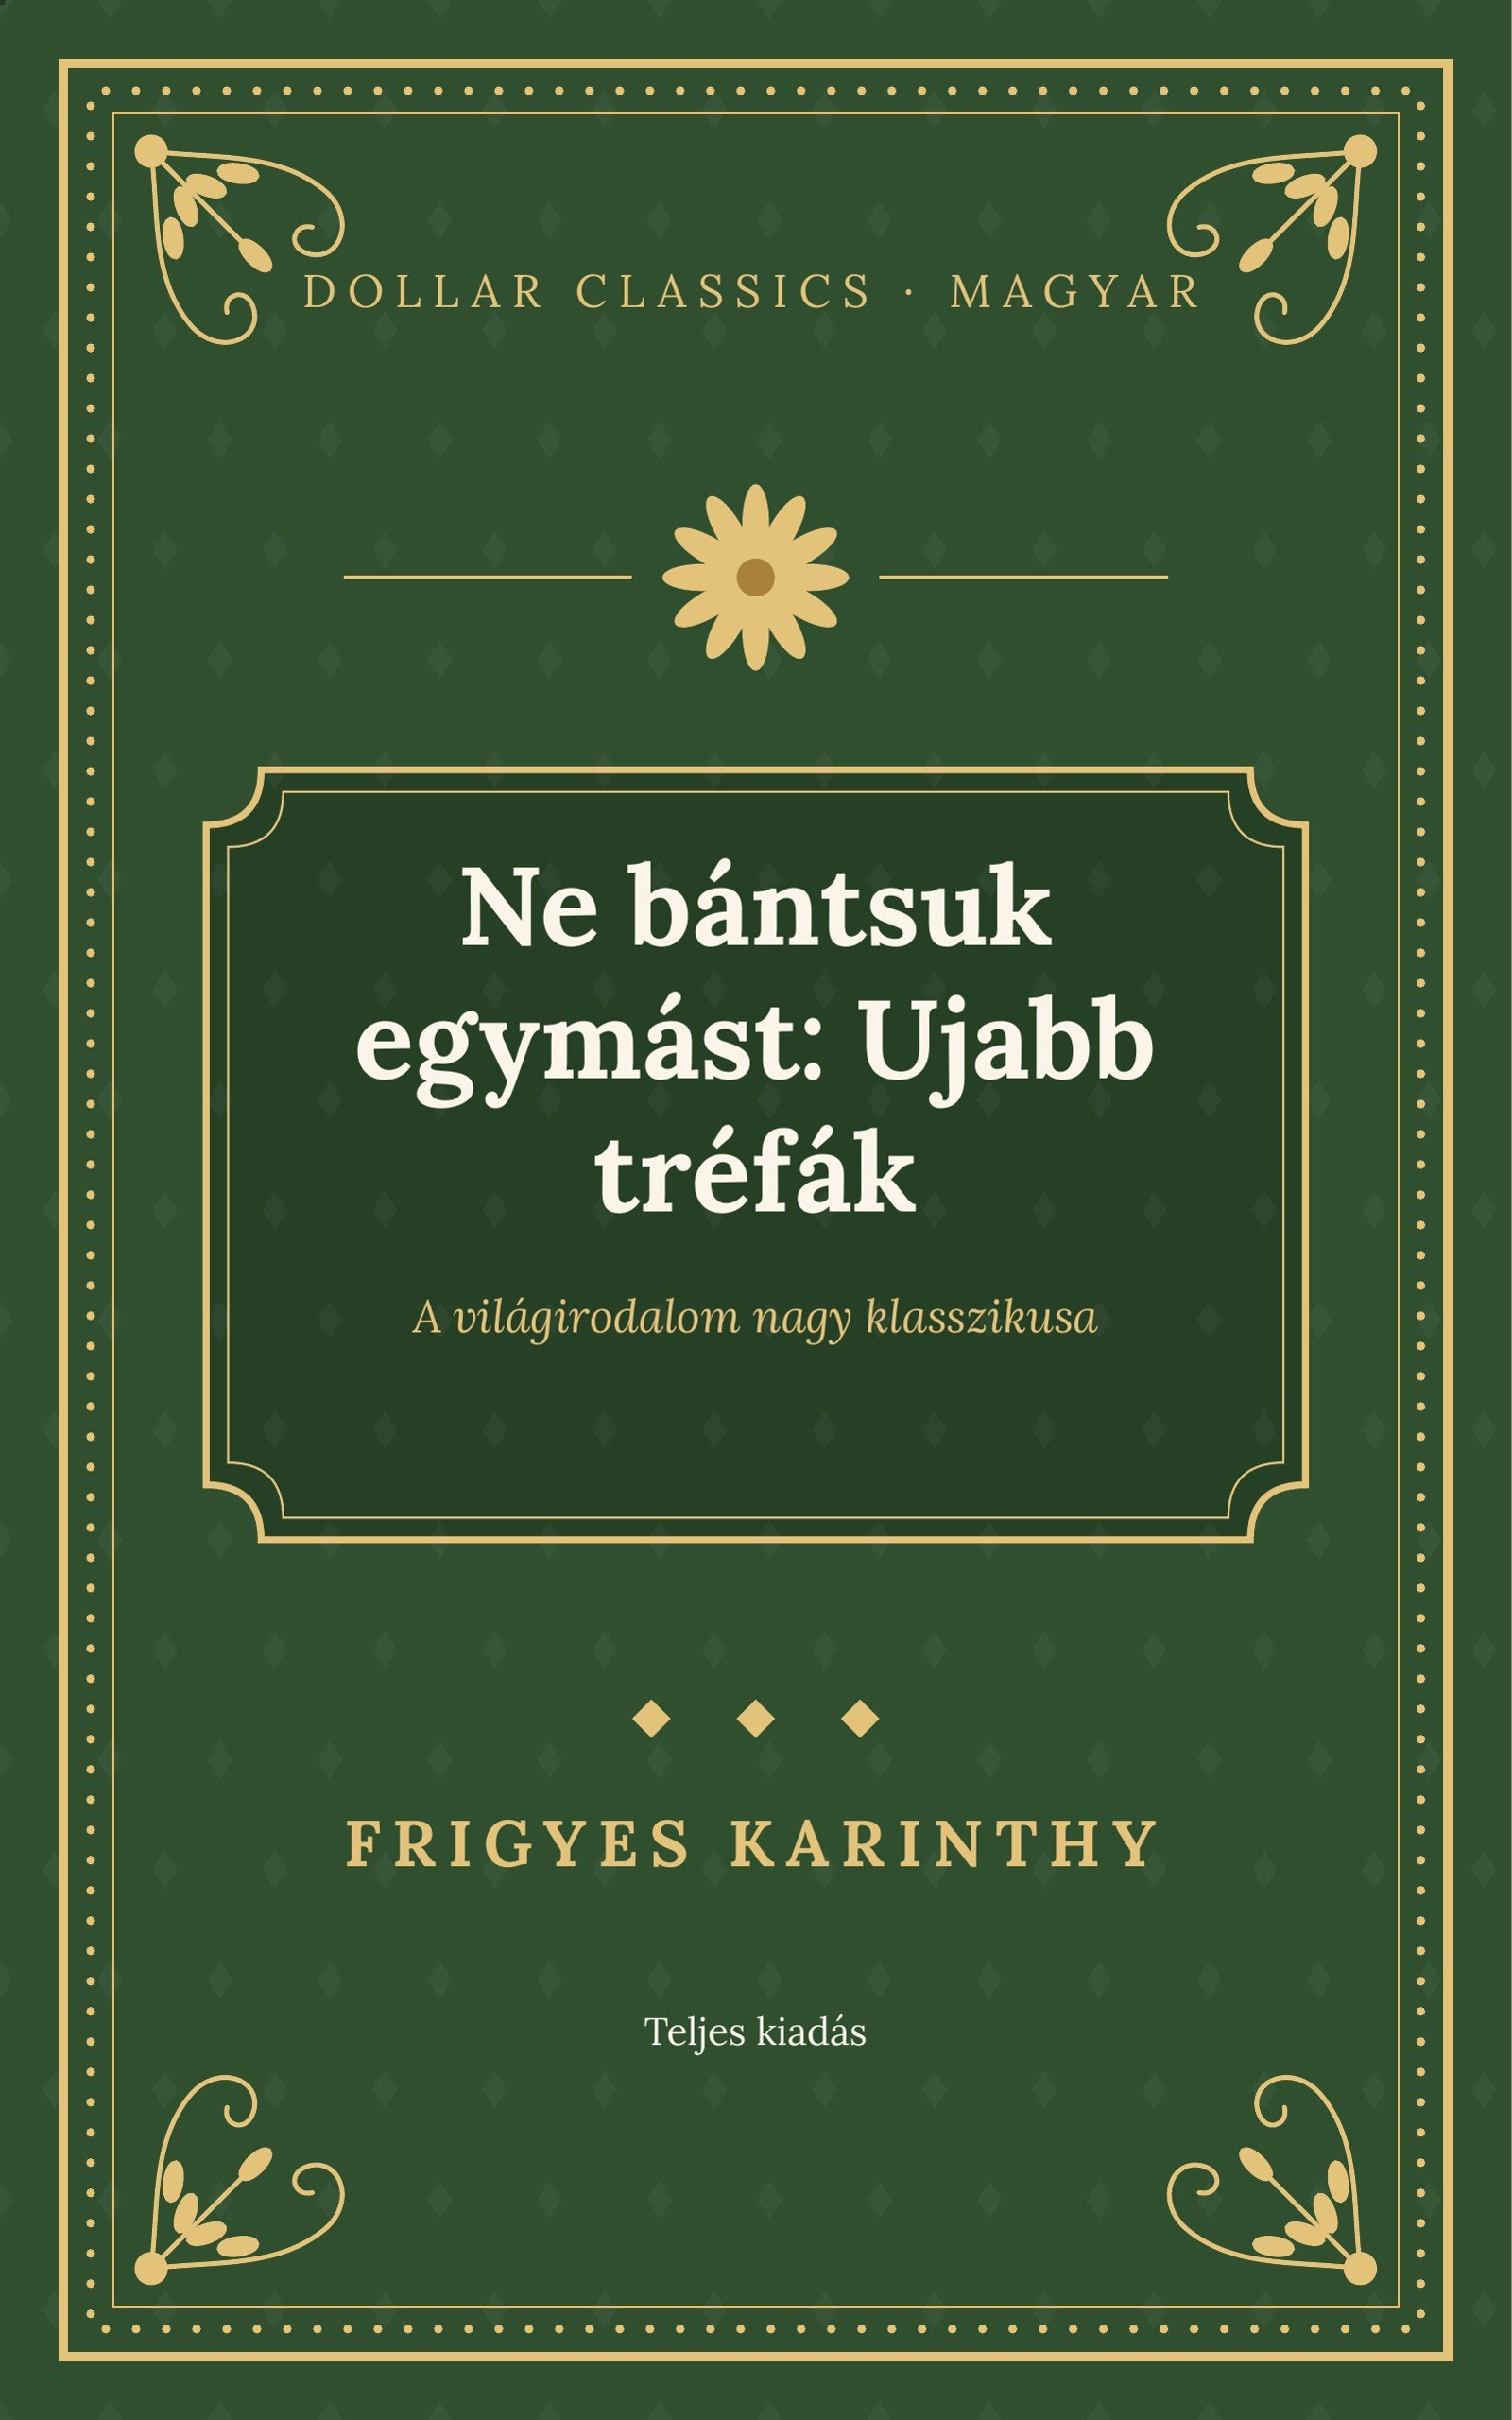 DOLLAR CLASSICS · MAGYAR
Ne bántsuk
egymást: Ujabb
tréfák
A világirodalom nagy klasszikusa
FRIGYES KARINTHY
Teljes kiadás